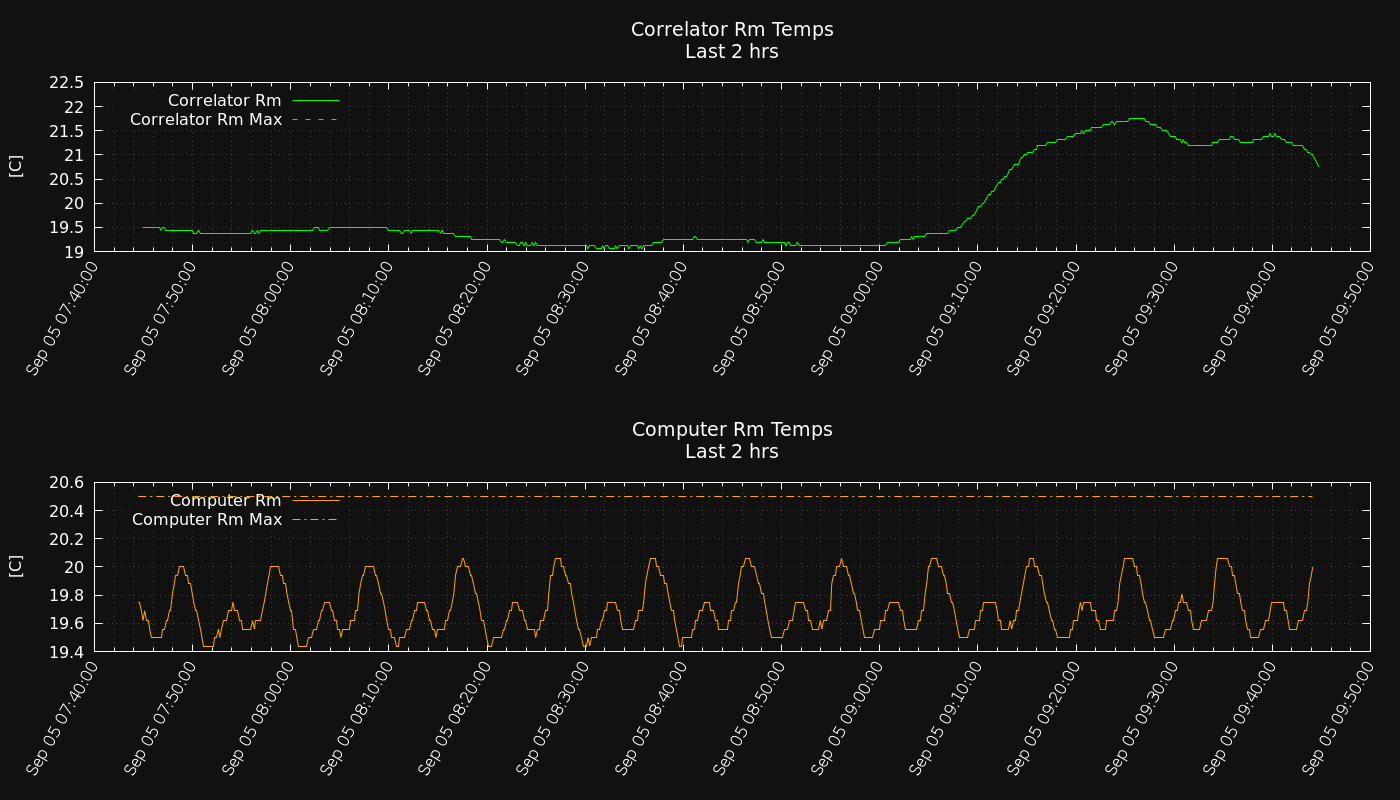 Correlator Rm Temps
Last 2 hrs
22.5
22
21.5
21
20.5
20
19.5
19
[C]
Correlator Rm
Correlator Rm Max
Sep 05 07:40:00
Sep 05 07:50:00
Sep 05 08:00:00
Sep 05 08:10:00
Sep 05 08:20:00
Sep 05 08:30:00
Sep 05 08:40:00
Sep 05 08:50:00
Sep 05 09:00:00
Sep 05 09:10:00
Sep 05 09:20:00
Sep 05 09:30:00
Sep 05 09:40:00
Sep 05 09:50:00
Computer Rm Temps
Last 2 hrs
20.6
20.4
20.2
20
19.8
19.6
19.4
[C]
Computer Rm
Computer Rm Max
Sep 05 07:40:00
Sep 05 07:50:00
Sep 05 08:00:00
Sep 05 08:10:00
Sep 05 08:20:00
Sep 05 08:30:00
Sep 05 08:40:00
Sep 05 08:50:00
Sep 05 09:00:00
Sep 05 09:10:00
Sep 05 09:20:00
Sep 05 09:30:00
Sep 05 09:40:00
Sep 05 09:50:00